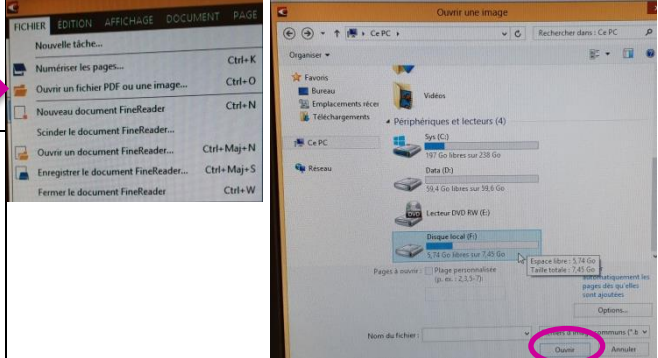 FICHIER EDITION AFFICHAGE DOCUMENT PAGE
Nouvelle tâche...
Numériser les pages... Ctrl+K
Ouvrir un fichier PDF ou une image... Ctrl+O
Nouveau document FineReader Ctrl+N
Scinder le document FineReader...
Ouvrir un document FineReader... Ctrl+Maj+N
Enregistrer le document FineReader... Ctrl+Maj+S
Fermer le document FineReader Ctrl+W
Ouvrir une image
Ce PC
Rechercher dans : Ce PC
Organiser
Favoris
Bureau
Emplacements récer
Téléchargements
Ce PC
Réseau
Vidéos
Périphériques et lecteurs (4)
Sys (C:)
197 Go libres sur 238 Go
Data (D:)
59,4 Go libres sur 59,6 Go
Lecteur DVD RW (E:)
Disque local (F:)
5,74 Go libres sur 7,45 Go
Espace libre : 5,74 Go
Taille totale : 7,45 Go
Pages à ouvrir : Plage personnalisée
(p. ex. : 2,3,5-7):
automatiquement les
pages dès qu'elles
sont ajoutées
Options...
Nom du fichier :
communs (*.b
Ouvrir Annuler